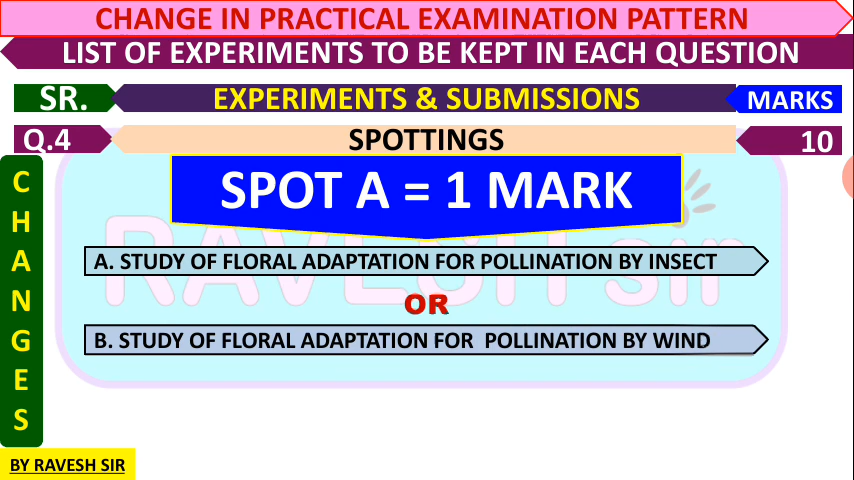 CHANGE IN PRACTICAL EXAMINATION PATTERN
LIST OF EXPERIMENTS TO BE KEPT IN EACH QUESTION
SR. EXPERIMENTS & SUBMISSIONS MARKS
Q.4 SPOTTINGS 10
CHANGES
SPOT A = 1 MARK
RAVESH sir
A. STUDY OF FLORAL ADAPTATION FOR POLLINATION BY INSECT
OR
B. STUDY OF FLORAL ADAPTATION FOR POLLINATION BY WIND
BY RAVESH SIR